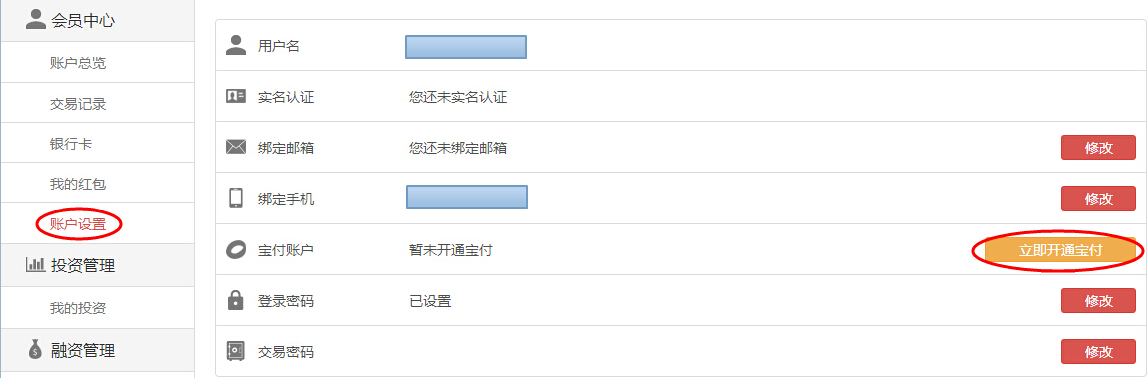 会员中心
账户总览
交易记录
银行卡
我的红包
账户设置
投资管理
我的投资
融资管理
用户名
实名认证 您还未实名认证
绑定邮箱 您还未绑定邮箱 修改
绑定手机 修改
宝付账户 暂未开通宝付 立即开通宝付
登录密码 已设置 修改
交易密码 修改